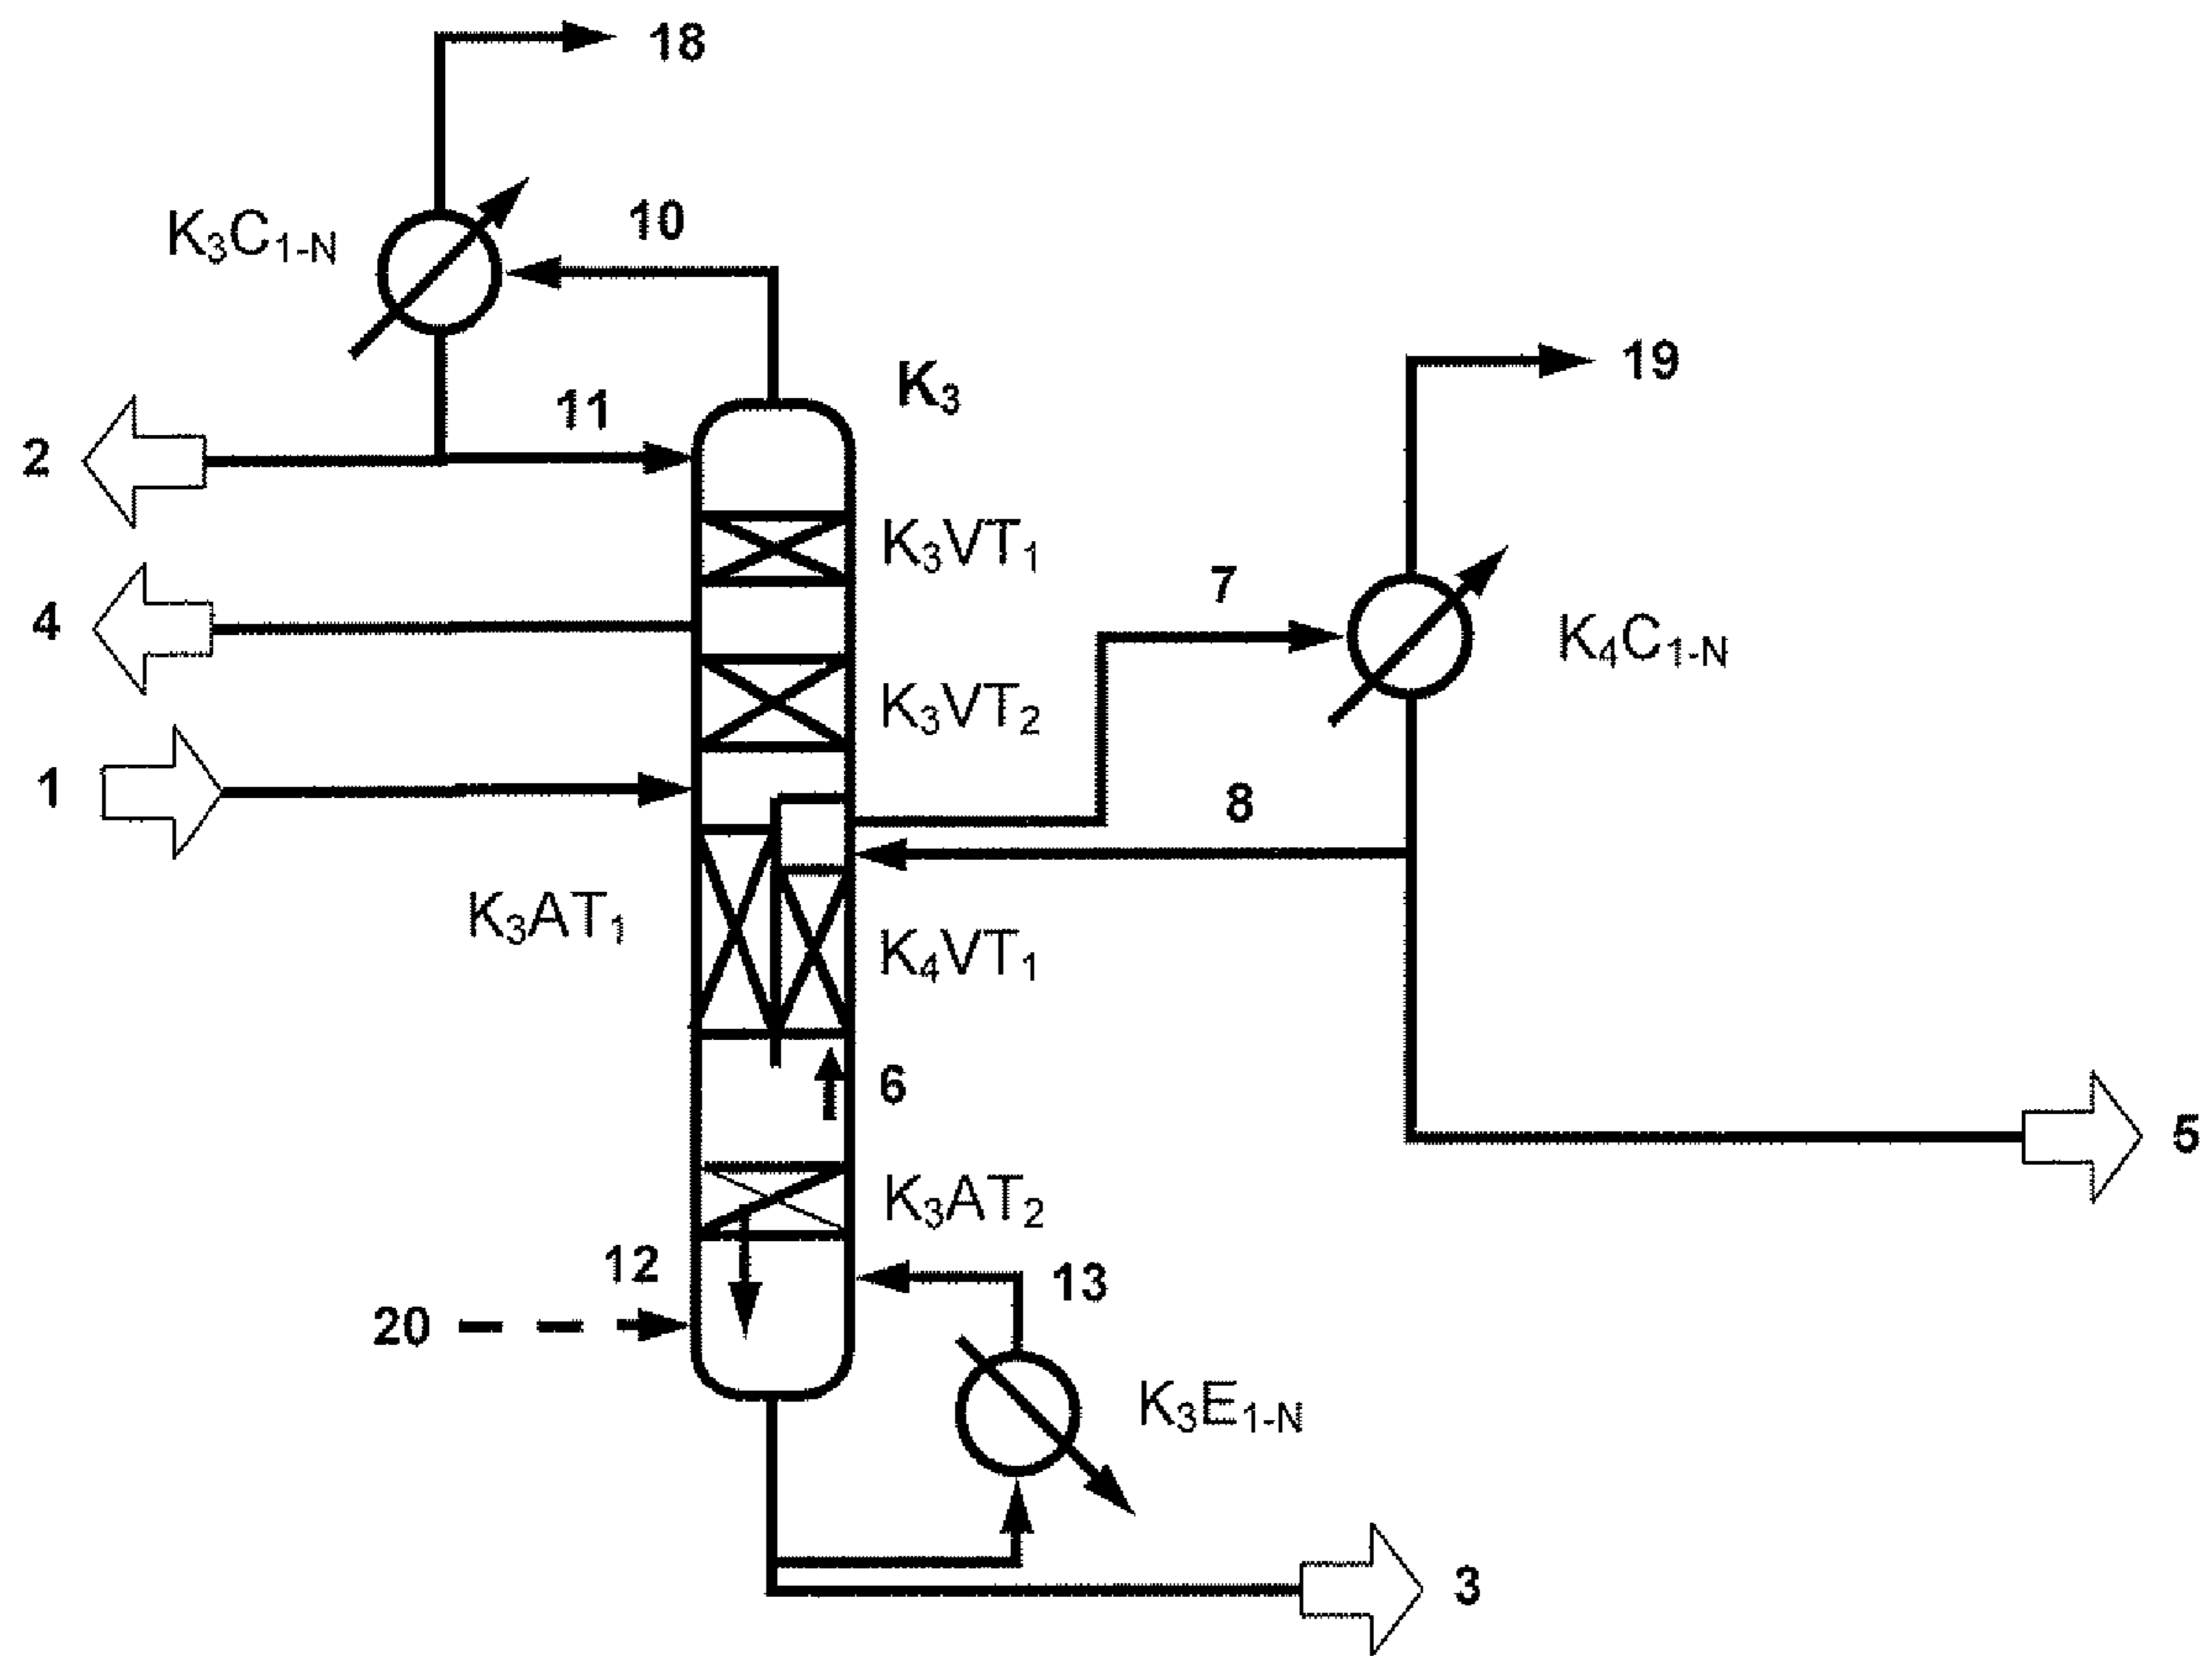 18
10
K₃C₁₋N
19
K₃
11
2
K₃VT₁
7
4
K₄C₁₋N
K₃VT₂
1
8
K₃AT₁
K₄VT₁
6
5
K₃AT₂
12
13
20
K₃E₁₋N
3